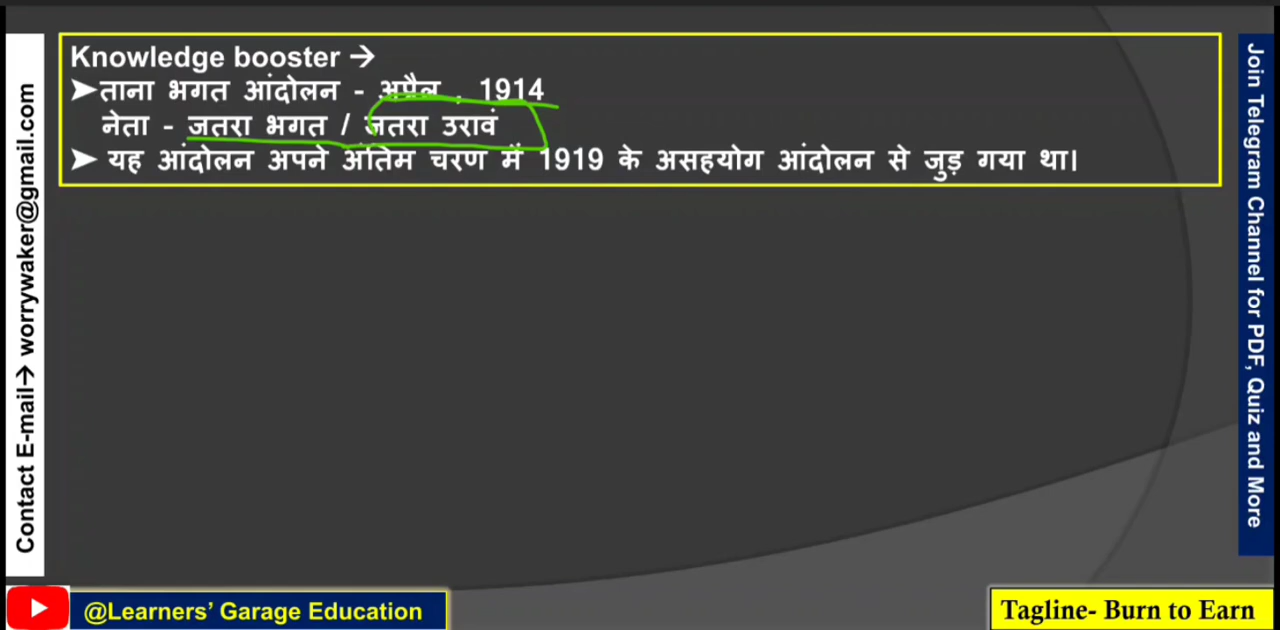 Knowledge booster →
➤ताना भगत आंदोलन - अप्रैल , 1914
नेता - जतरा भगत / जतरा उरावं
➤ यह आंदोलन अपने अंतिम चरण में 1919 के असहयोग आंदोलन से जुड़ गया था।
Contact E-mail→ worrywaker@gmail.com
Join Telegram Channel for PDF, Quiz and More
@Learners’ Garage Education
Tagline- Burn to Earn